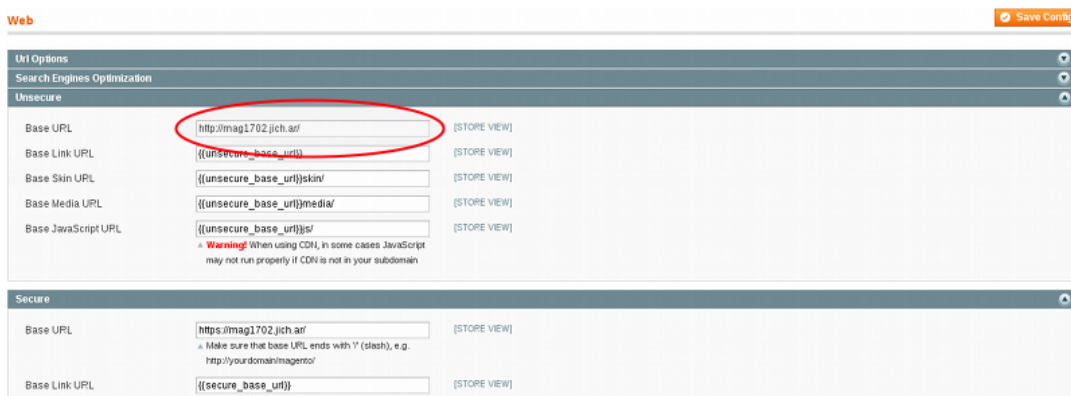 Web
Save Config
Url Options
Search Engines Optimization
Unsecure
Base URL http://mag1702.jich.ar/ [STORE VIEW]
Base Link URL {{unsecure_base_url}} [STORE VIEW]
Base Skin URL {{unsecure_base_url}}skin/ [STORE VIEW]
Base Media URL {{unsecure_base_url}}media/ [STORE VIEW]
Base JavaScript URL {{unsecure_base_url}}js/ [STORE VIEW]
Warning! When using CDN, in some cases JavaScript
may not run properly if CDN is not in your subdomain
Secure
Base URL https://mag1702.jich.ar/ [STORE VIEW]
Make sure that base URL ends with '/' (slash), e.g.
http://yourdomain/magento/
Base Link URL {{secure_base_url}} [STORE VIEW]